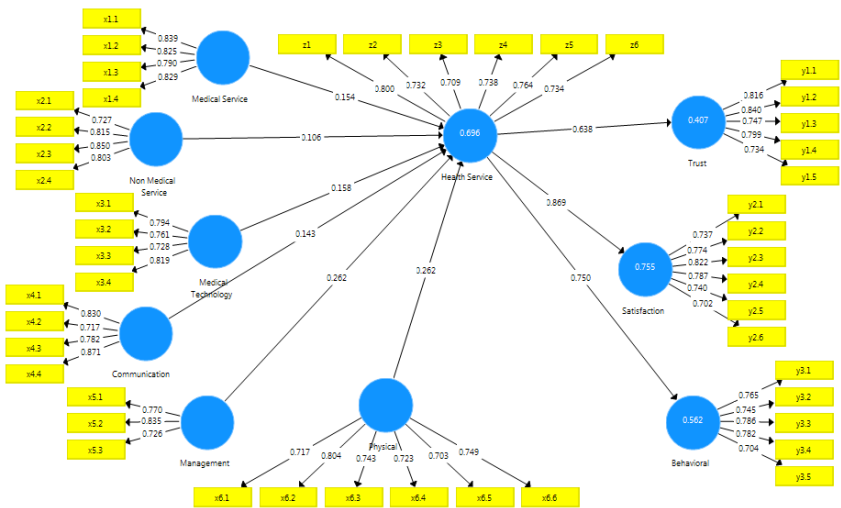 x1.1
x1.2
x1.3
x1.4
0.839
0.825
0.790
0.829
Medical Service
z1
z2
z3
z4
z5
z6
0.800
0.732
0.709
0.738
0.764
0.734
0.154
x2.1
x2.2
x2.3
x2.4
0.727
0.815
0.850
0.803
Non Medical
Service
0.106
0.696
Health Service
0.638
0.407
Trust
0.816
0.840
0.747
0.799
0.734
y1.1
y1.2
y1.3
y1.4
y1.5
x3.1
x3.2
x3.3
x3.4
0.794
0.761
0.728
0.819
Medical
Technology
0.158
0.143
0.869
0.755
Satisfaction
0.737
0.774
0.822
0.787
0.740
0.702
y2.1
y2.2
y2.3
y2.4
y2.5
y2.6
x4.1
x4.2
x4.3
x4.4
0.830
0.717
0.782
0.871
Communication
0.262
0.262
0.750
x5.1
x5.2
x5.3
0.770
0.835
0.726
Management
Physical
0.717
0.804
0.743
0.723
0.703
0.749
x6.1
x6.2
x6.3
x6.4
x6.5
x6.6
0.562
Behavioral
0.765
0.745
0.786
0.782
0.704
y3.1
y3.2
y3.3
y3.4
y3.5